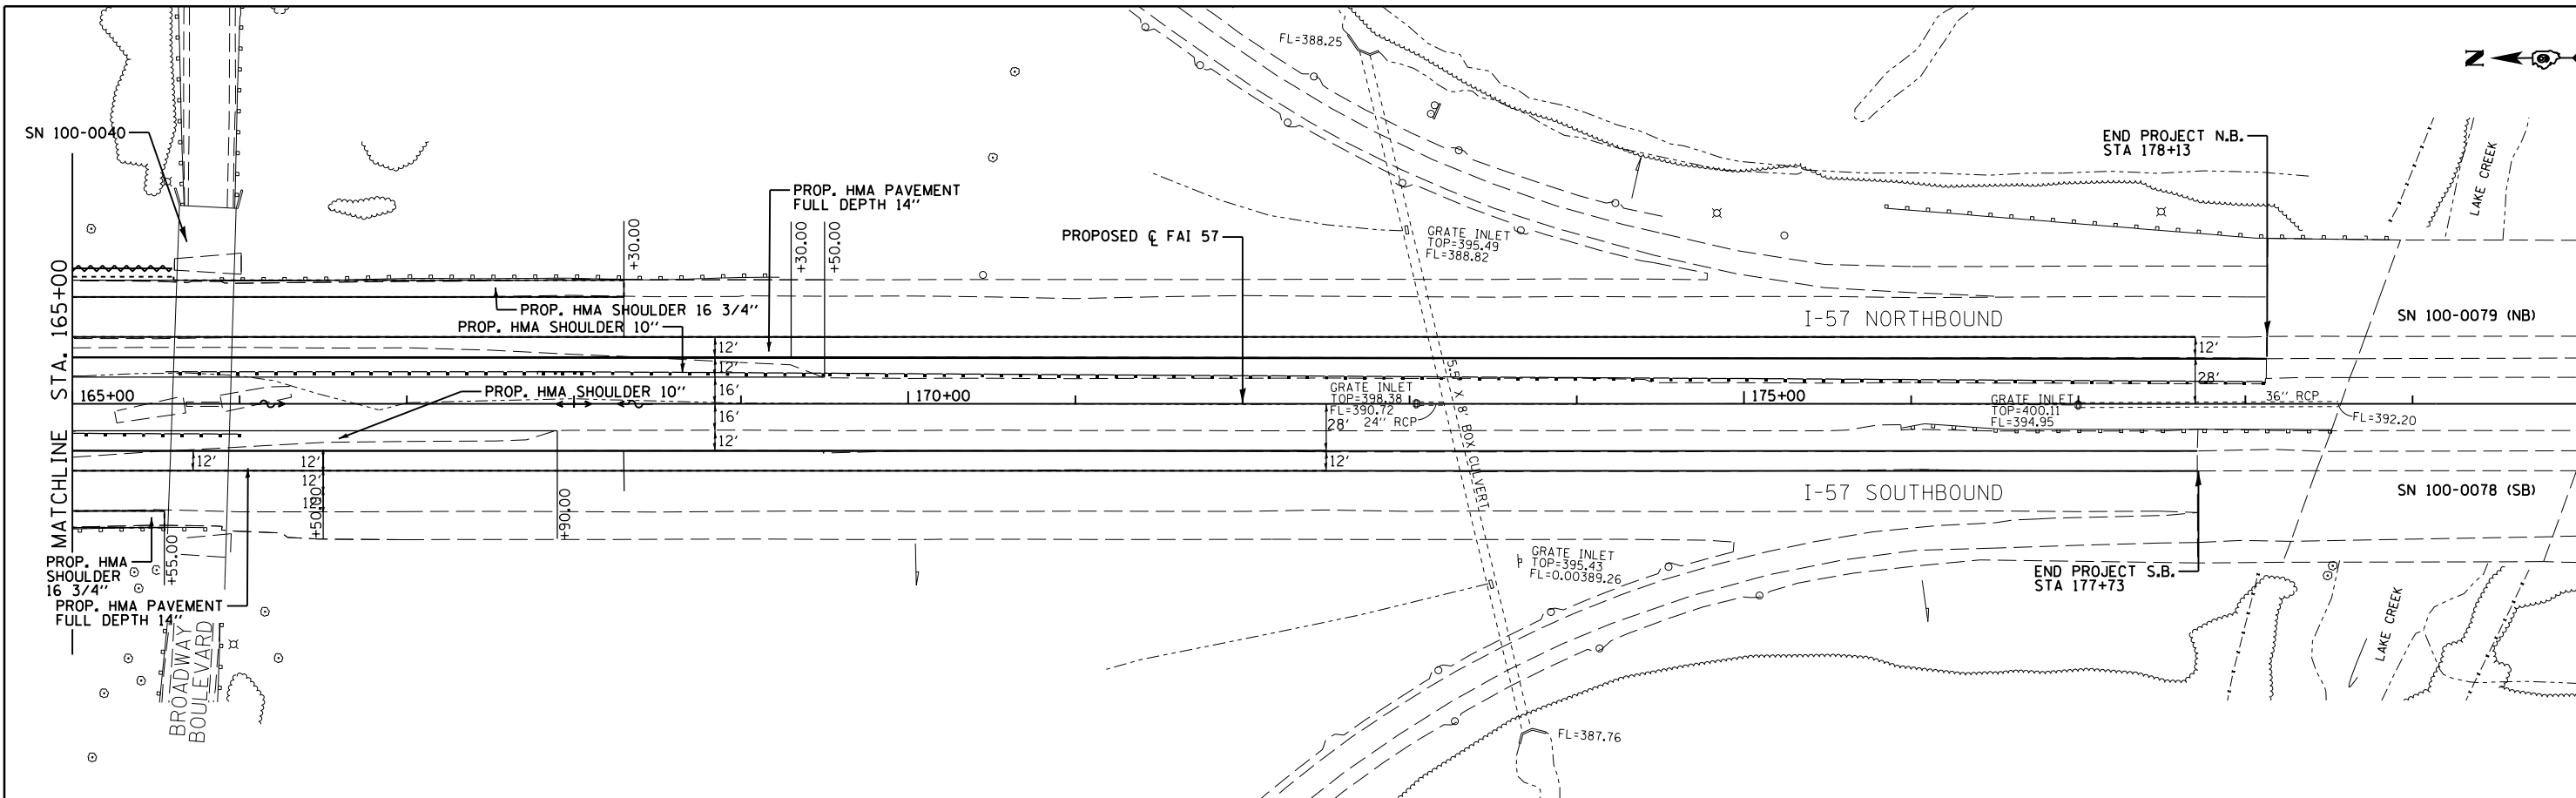 FL=388.25
N
SN 100-0040
END PROJECT N.B.
STA 178+13
LAKE CREEK
PROP. HMA PAVEMENT
FULL DEPTH 14"
+30.00
+30.00
+50.00
PROPOSED ℄ FAI 57
GRATE INLET
TOP=395.49
FL=388.82
MATCHLINE STA. 165+00
PROP. HMA SHOULDER 16 3/4"
PROP. HMA SHOULDER 10"
I-57 NORTHBOUND
SN 100-0079 (NB)
12'
12'
16'
16'
12'
12'
28'
165+00
PROP. HMA SHOULDER 10"
170+00
GRATE INLET
TOP=398.38
FL=390.72
24" RCP
5.5' X 8' BOX CULVERT
175+00
GRATE INLET
TOP=400.11
FL=394.95
36" RCP
FL=392.20
28'
12'
12'
12'
12'
12'
+50.00
+90.00
+55.00
I-57 SOUTHBOUND
SN 100-0078 (SB)
PROP. HMA
SHOULDER
16 3/4"
PROP. HMA PAVEMENT
FULL DEPTH 14"
GRATE INLET
TOP=395.43
FL=0.00389.26
END PROJECT S.B.
STA 177+73
LAKE CREEK
BROADWAY
BOULEVARD
FL=387.76